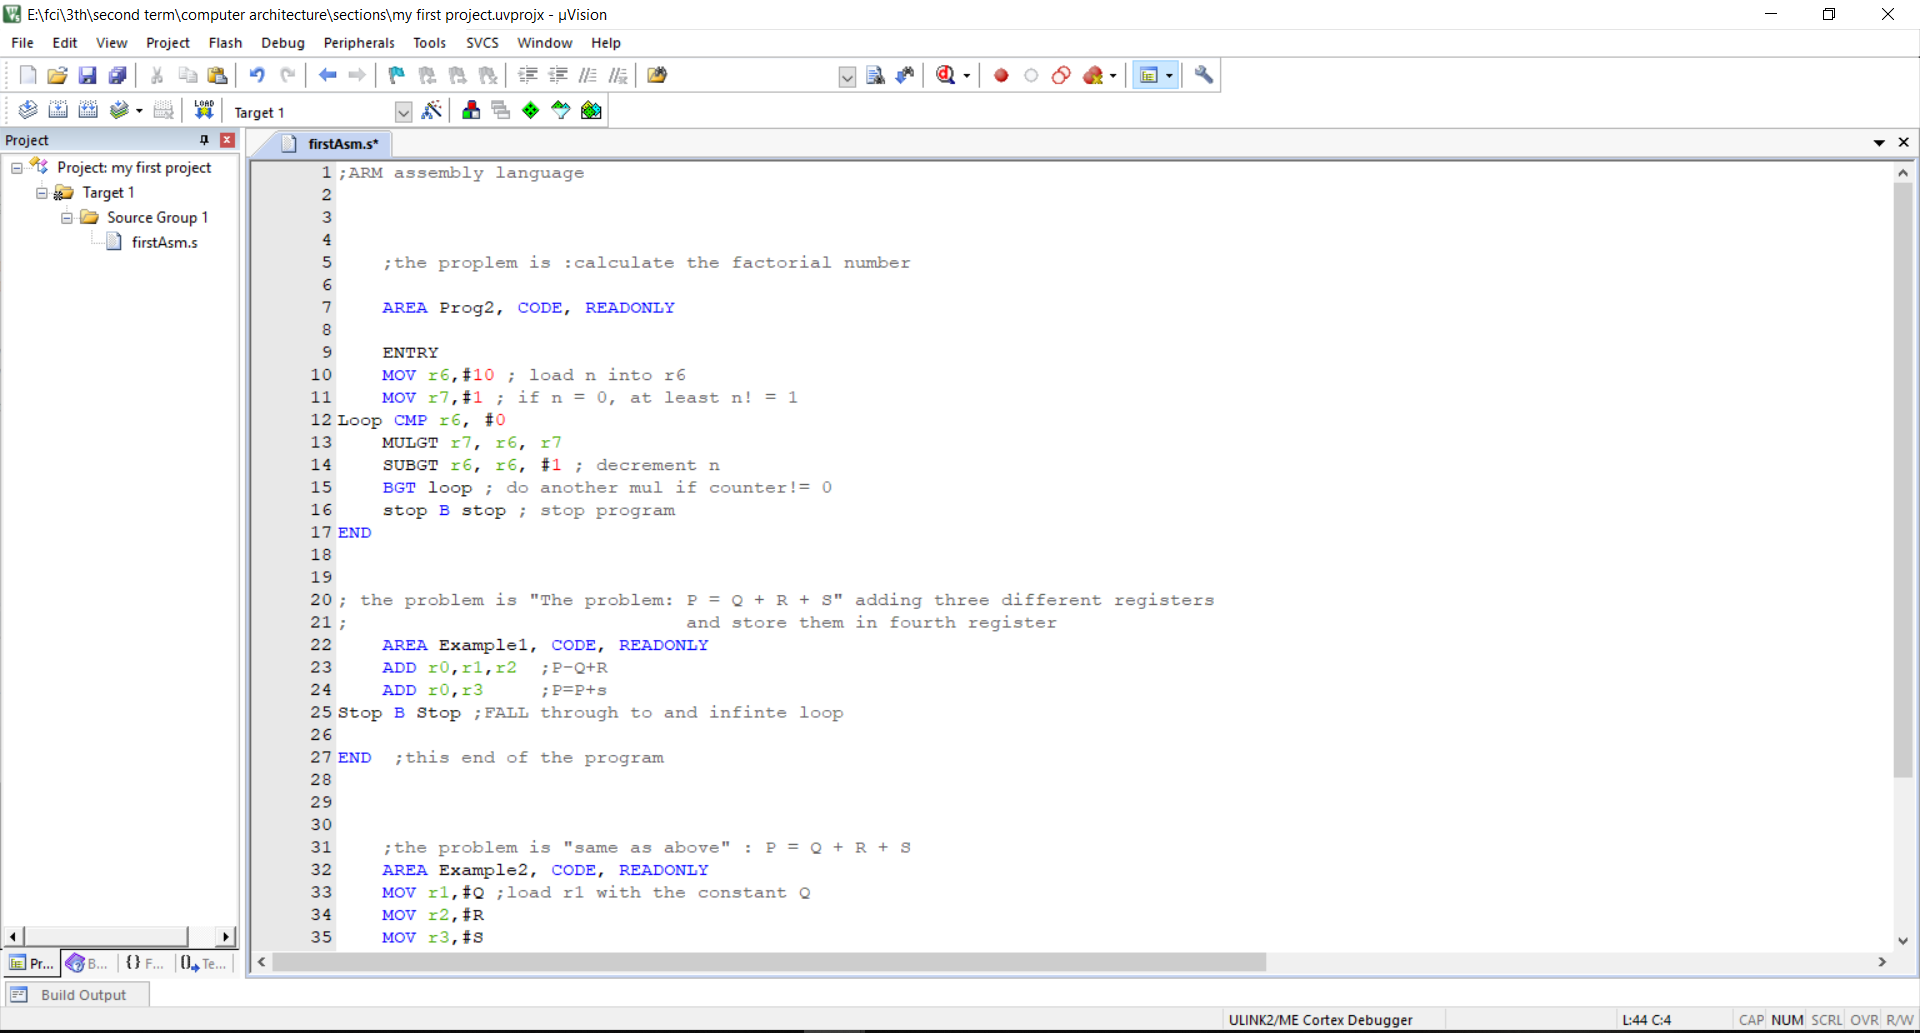 E:\fci\3th\second term\computer architecture\sections\my first project.uvprojx - µVision
File Edit View Project Flash Debug Peripherals Tools SVCS Window Help
LOAD Target 1
Project
firstAsm.s*
Project: my first project
Target 1
Source Group 1
firstAsm.s
1 ;ARM assembly language
2
3
4
5 ;the proplem is :calculate the factorial number
6
7 AREA Prog2, CODE, READONLY
8
9 ENTRY
10 MOV r6,#10 ; load n into r6
11 MOV r7,#1 ; if n = 0, at least n! = 1
12 Loop CMP r6, #0
13 MULGT r7, r6, r7
14 SUBGT r6, r6, #1 ; decrement n
15 BGT loop ; do another mul if counter!= 0
16 stop B stop ; stop program
17 END
18
19
20 ; the problem is "The problem: P = Q + R + S" adding three different registers
21 ; and store them in fourth register
22 AREA Example1, CODE, READONLY
23 ADD r0,r1,r2 ;P-Q+R
24 ADD r0,r3 ;P=P+s
25 Stop B Stop ;FALL through to and infinte loop
26
27 END ;this end of the program
28
29
30
31 ;the problem is "same as above" : P = Q + R + S
32 AREA Example2, CODE, READONLY
33 MOV r1,#Q ;load r1 with the constant Q
34 MOV r2,#R
35 MOV r3,#S
Pr... B... {} F... 0 Te...
Build Output
ULINK2/ME Cortex Debugger L:44 C:4 CAP NUM SCRL OVR R/W